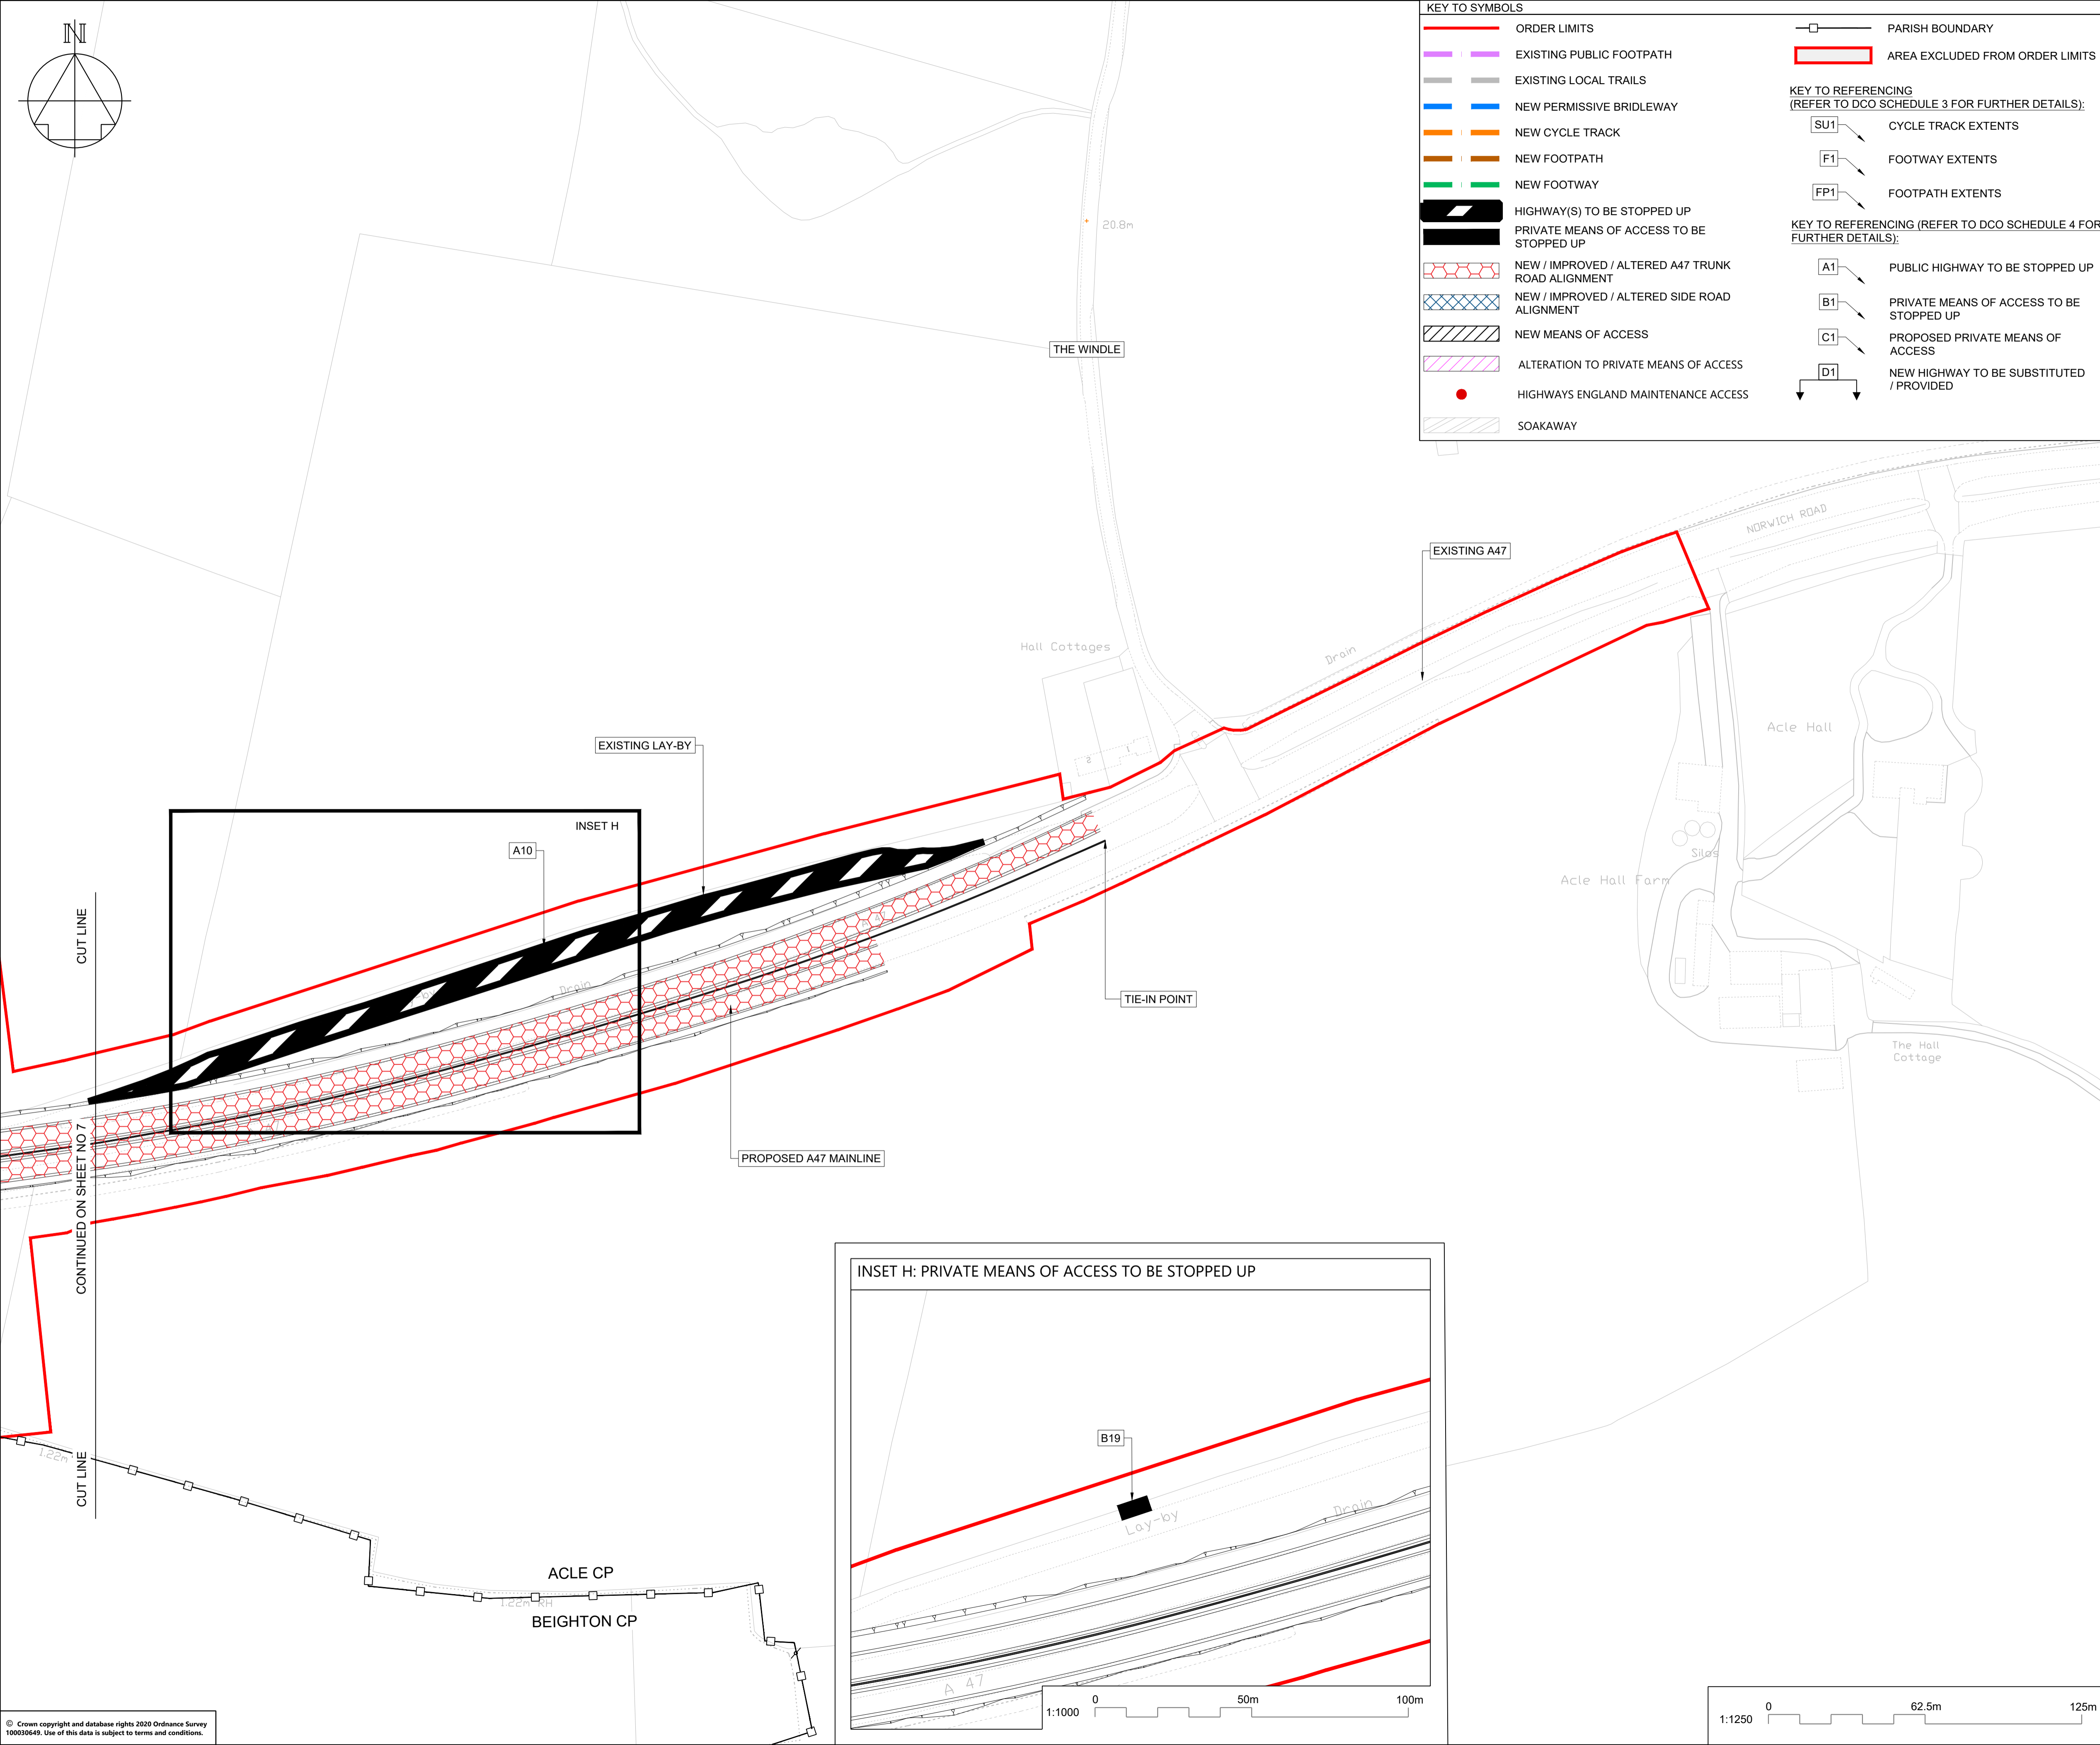 N
KEY TO SYMBOLS
ORDER LIMITS
EXISTING PUBLIC FOOTPATH
EXISTING LOCAL TRAILS
NEW PERMISSIVE BRIDLEWAY
NEW CYCLE TRACK
NEW FOOTPATH
NEW FOOTWAY
HIGHWAY(S) TO BE STOPPED UP
PRIVATE MEANS OF ACCESS TO BE
STOPPED UP
NEW / IMPROVED / ALTERED A47 TRUNK
ROAD ALIGNMENT
NEW / IMPROVED / ALTERED SIDE ROAD
ALIGNMENT
NEW MEANS OF ACCESS
ALTERATION TO PRIVATE MEANS OF ACCESS
HIGHWAYS ENGLAND MAINTENANCE ACCESS
SOAKAWAY
PARISH BOUNDARY
AREA EXCLUDED FROM ORDER LIMITS
KEY TO REFERENCING
(REFER TO DCO SCHEDULE 3 FOR FURTHER DETAILS):
SU1
CYCLE TRACK EXTENTS
F1
FOOTWAY EXTENTS
FP1
FOOTPATH EXTENTS
KEY TO REFERENCING (REFER TO DCO SCHEDULE 4 FOR
FURTHER DETAILS):
A1
PUBLIC HIGHWAY TO BE STOPPED UP
B1
PRIVATE MEANS OF ACCESS TO BE
STOPPED UP
C1
PROPOSED PRIVATE MEANS OF
ACCESS
D1
NEW HIGHWAY TO BE SUBSTITUTED
/ PROVIDED
20.8m
THE WINDLE
NORWICH ROAD
EXISTING A47
Hall Cottages
Drain
Acle Hall
EXISTING LAY-BY
1
2
INSET H
A10
Silos
Acle Hall Farm
CUT LINE
A 47
Drain
TIE-IN POINT
The Hall
Cottage
PROPOSED A47 MAINLINE
CONTINUED ON SHEET NO 7
CUT LINE
1.22m
ACLE CP
1.22m RH
BEIGHTON CP
INSET H: PRIVATE MEANS OF ACCESS TO BE STOPPED UP
B19
Lay-by
Drain
A 47
1:1000
0
50m
100m
1:1250
0
62.5m
125m
© Crown copyright and database rights 2020 Ordnance Survey
100030649. Use of this data is subject to terms and conditions.